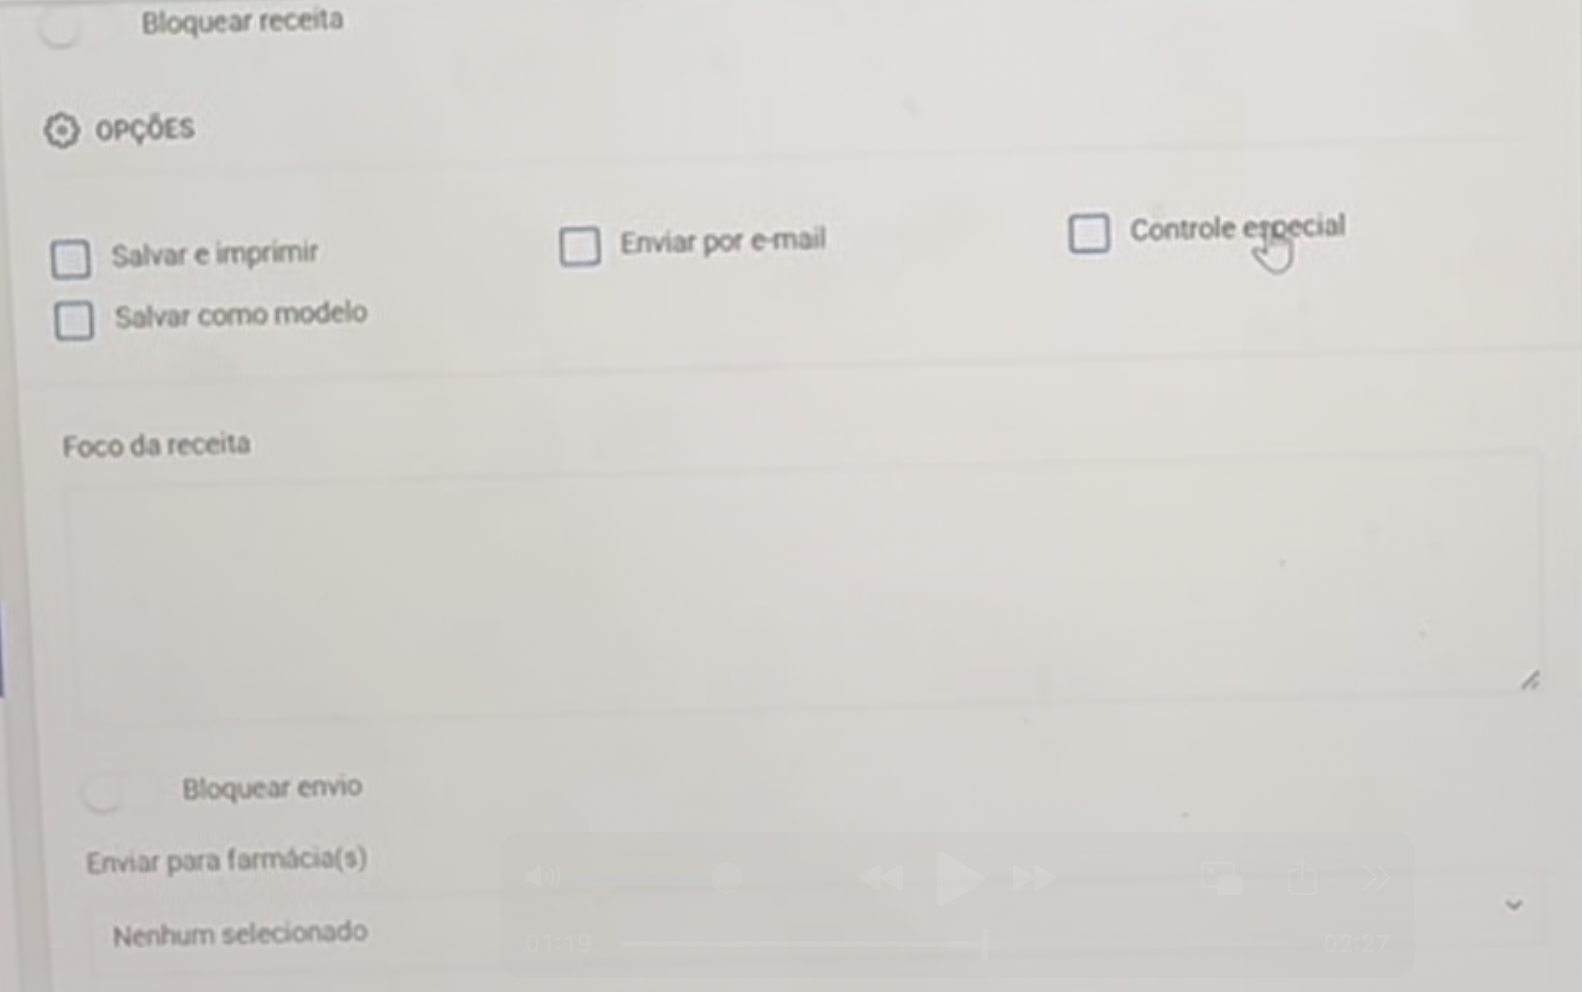 Bloquear receita
OPÇÕES
Salvar e imprimir
Enviar por e-mail
Controle especial
Salvar como modelo
Foco da receita
Bloquear envio
Enviar para farmácia(s)
Nenhum selecionado
01:19
02:27